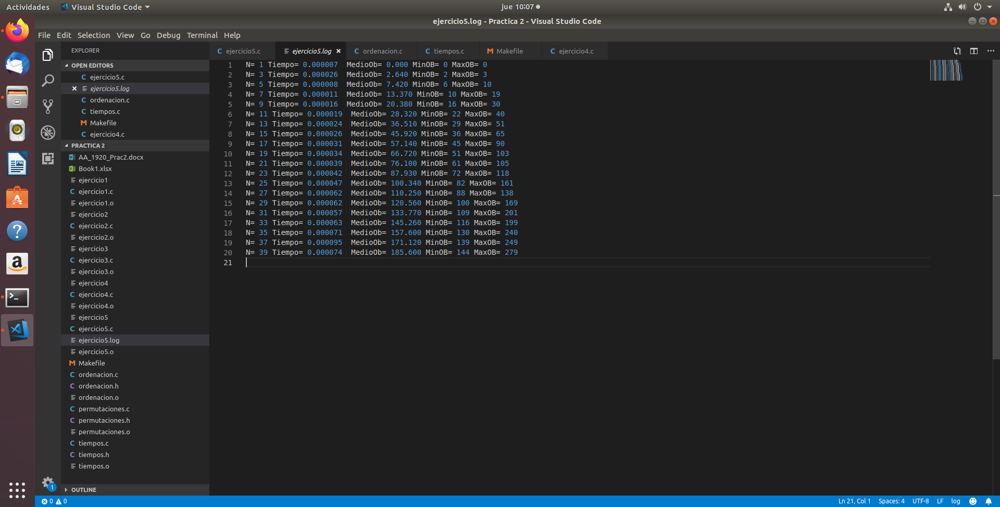 Actividades
Visual Studio Code
jue 10:07
ejercicio5.log - Practica 2 - Visual Studio Code
File Edit Selection View Go Debug Terminal Help
EXPLORER
OPEN EDITORS
C ejercicio5.c
ejercicio5.log
C ordenacion.c
C tiempos.c
M Makefile
C ejercicio4.c
PRACTICA 2
AA_1920_Prac2.docx
Book1.xlsx
ejercicio1
C ejercicio1.c
ejercicio1.o
ejercicio2
C ejercicio2.c
ejercicio2.o
ejercicio3
C ejercicio3.c
ejercicio3.o
ejercicio4
C ejercicio4.c
ejercicio4.o
ejercicio5
C ejercicio5.c
ejercicio5.log
ejercicio5.o
M Makefile
C ordenacion.c
C ordenacion.h
ordenacion.o
C permutaciones.c
C permutaciones.h
permutaciones.o
C tiempos.c
C tiempos.h
tiempos.o
OUTLINE
1
C ejercicio5.c ejercicio5.log C ordenacion.c C tiempos.c M Makefile C ejercicio4.c
1 N= 1 Tiempo= 0.000007 MedioOb= 0.000 MinOB= 0 MaxOB= 0
2 N= 3 Tiempo= 0.000026 MedioOb= 2.640 MinOB= 2 MaxOB= 3
3 N= 5 Tiempo= 0.000008 MedioOb= 7.420 MinOB= 6 MaxOB= 10
4 N= 7 Tiempo= 0.000011 MedioOb= 13.370 MinOB= 10 MaxOB= 19
5 N= 9 Tiempo= 0.000016 MedioOb= 20.380 MinOB= 16 MaxOB= 30
6 N= 11 Tiempo= 0.000019 MedioOb= 28.320 MinOB= 22 MaxOB= 40
7 N= 13 Tiempo= 0.000024 MedioOb= 36.510 MinOB= 29 MaxOB= 51
8 N= 15 Tiempo= 0.000026 MedioOb= 45.920 MinOB= 36 MaxOB= 65
9 N= 17 Tiempo= 0.000031 MedioOb= 57.140 MinOB= 45 MaxOB= 90
10 N= 19 Tiempo= 0.000034 MedioOb= 66.720 MinOB= 51 MaxOB= 103
11 N= 21 Tiempo= 0.000039 MedioOb= 76.100 MinOB= 61 MaxOB= 105
12 N= 23 Tiempo= 0.000042 MedioOb= 87.930 MinOB= 72 MaxOB= 118
13 N= 25 Tiempo= 0.000047 MedioOb= 100.340 MinOB= 82 MaxOB= 161
14 N= 27 Tiempo= 0.000062 MedioOb= 110.250 MinOB= 88 MaxOB= 138
15 N= 29 Tiempo= 0.000062 MedioOb= 120.560 MinOB= 100 MaxOB= 169
16 N= 31 Tiempo= 0.000057 MedioOb= 133.770 MinOB= 109 MaxOB= 201
17 N= 33 Tiempo= 0.000063 MedioOb= 145.260 MinOB= 116 MaxOB= 199
18 N= 35 Tiempo= 0.000071 MedioOb= 157.600 MinOB= 130 MaxOB= 240
19 N= 37 Tiempo= 0.000095 MedioOb= 171.120 MinOB= 139 MaxOB= 249
20 N= 39 Tiempo= 0.000074 MedioOb= 185.600 MinOB= 144 MaxOB= 279
21
0 0
Ln 21, Col 1 Spaces: 4 UTF-8 LF log